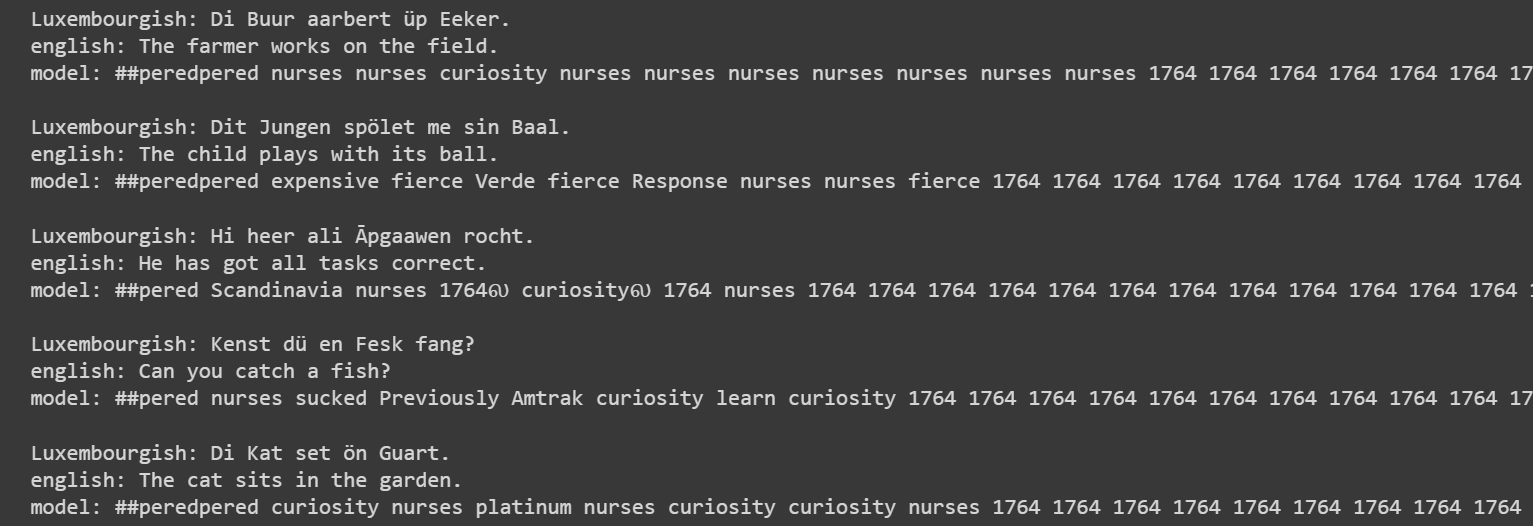 Luxembourgish: Di Buur aarbert üp Eeker.
english: The farmer works on the field.
model: ##peredpered nurses nurses curiosity nurses nurses nurses nurses nurses nurses nurses 1764 1764 1764 1764 1764 1764 17
Luxembourgish: Dit Jungen spölet me sin Baal.
english: The child plays with its ball.
model: ##peredpered expensive fierce Verde fierce Response nurses nurses fierce 1764 1764 1764 1764 1764 1764 1764 1764 1764
Luxembourgish: Hi heer ali Āpgaawen rocht.
english: He has got all tasks correct.
model: ##pered Scandinavia nurses 1764ல curiosityல 1764 nurses 1764 1764 1764 1764 1764 1764 1764 1764 1764 1764 1764 1764
Luxembourgish: Kenst dü en Fesk fang?
english: Can you catch a fish?
model: ##pered nurses sucked Previously Amtrak curiosity learn curiosity 1764 1764 1764 1764 1764 1764 1764 1764 1764 1764 17
Luxembourgish: Di Kat set ön Guart.
english: The cat sits in the garden.
model: ##peredpered curiosity nurses platinum nurses curiosity curiosity nurses 1764 1764 1764 1764 1764 1764 1764 1764 1764